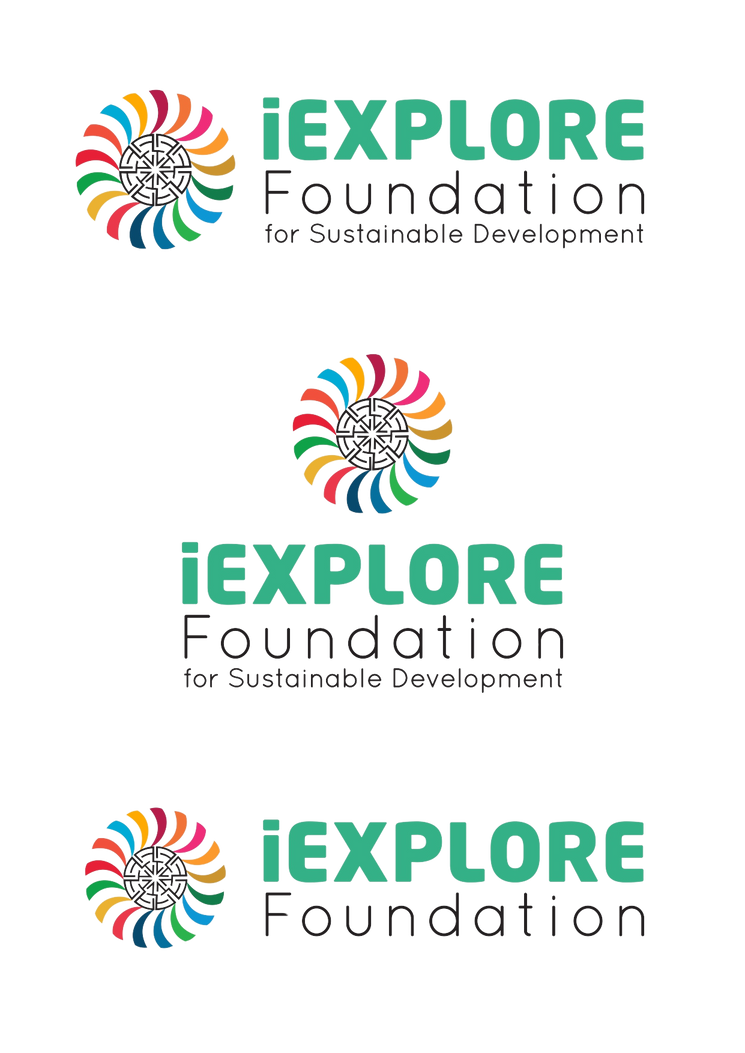 iEXPLORE
Foundation
for Sustainable Development
iEXPLORE
Foundation
for Sustainable Development
iEXPLORE
Foundation